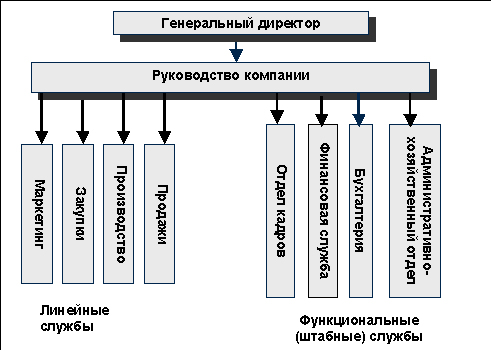 Генеральный директор
Руководство компании
Маркетинг
Закупки
Производство
Продажи
Отдел кадров
Финансовая служба
Бухгалтерия
Административно-
хозяйственный отдел
Линейные
службы
Функциональные
(штабные) службы